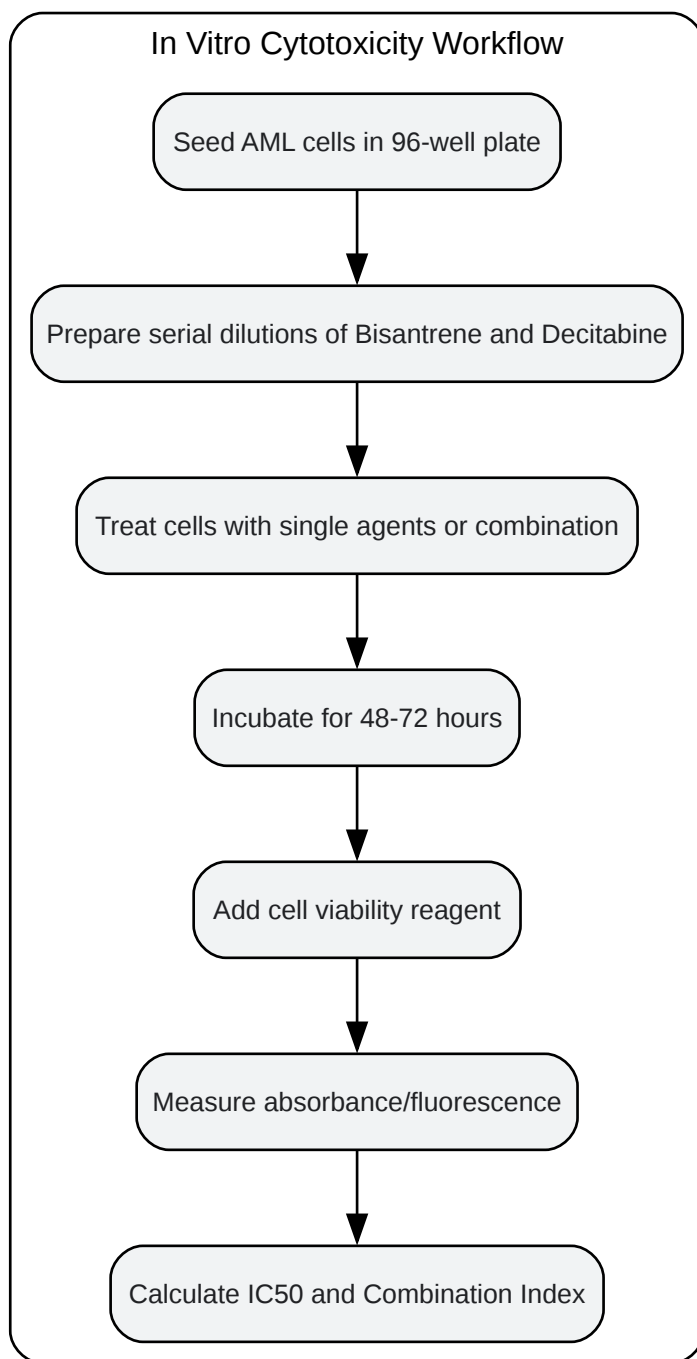 In Vitro Cytotoxicity Workflow
Seed AML cells in 96-well plate
Prepare serial dilutions of Bisantrene and Decitabine
Treat cells with single agents or combination
Incubate for 48-72 hours
Add cell viability reagent
Measure absorbance/fluorescence
Calculate IC50 and Combination Index